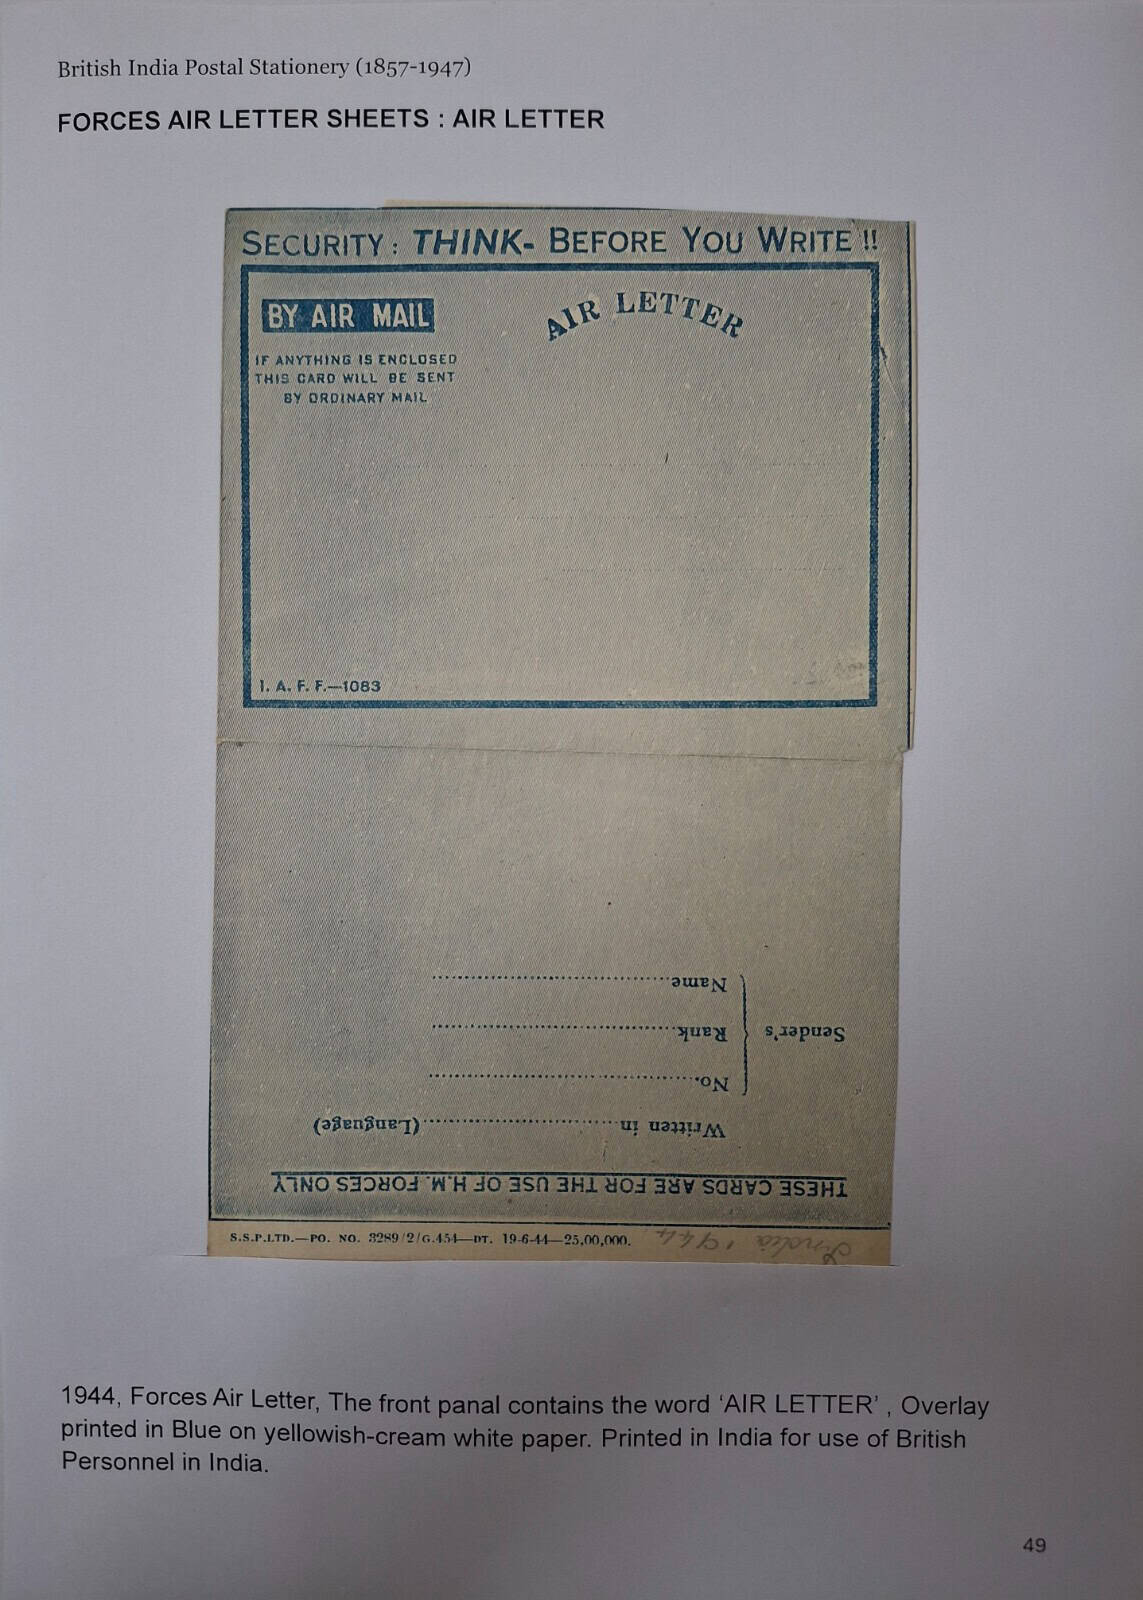 British India Postal Stationery (1857-1947)
FORCES AIR LETTER SHEETS : AIR LETTER
SECURITY : THINK- BEFORE YOU WRITE !!
BY AIR MAIL
AIR LETTER
IF ANYTHING IS ENCLOSED
THIS CARD WILL BE SENT
BY ORDINARY MAIL
I. A. F. F.—1083
THESE CARDS ARE FOR THE USE OF H.M. FORCES ONLY
Written in (Language)
No.
Sender's Rank
Name
S.S.P.LTD.—PO. NO. 3289/2/G.454—DT. 19-6-44—25,00,000.
India 1944.
1944, Forces Air Letter, The front panal contains the word ‘AIR LETTER’ , Overlay
printed in Blue on yellowish-cream white paper. Printed in India for use of British
Personnel in India.
49